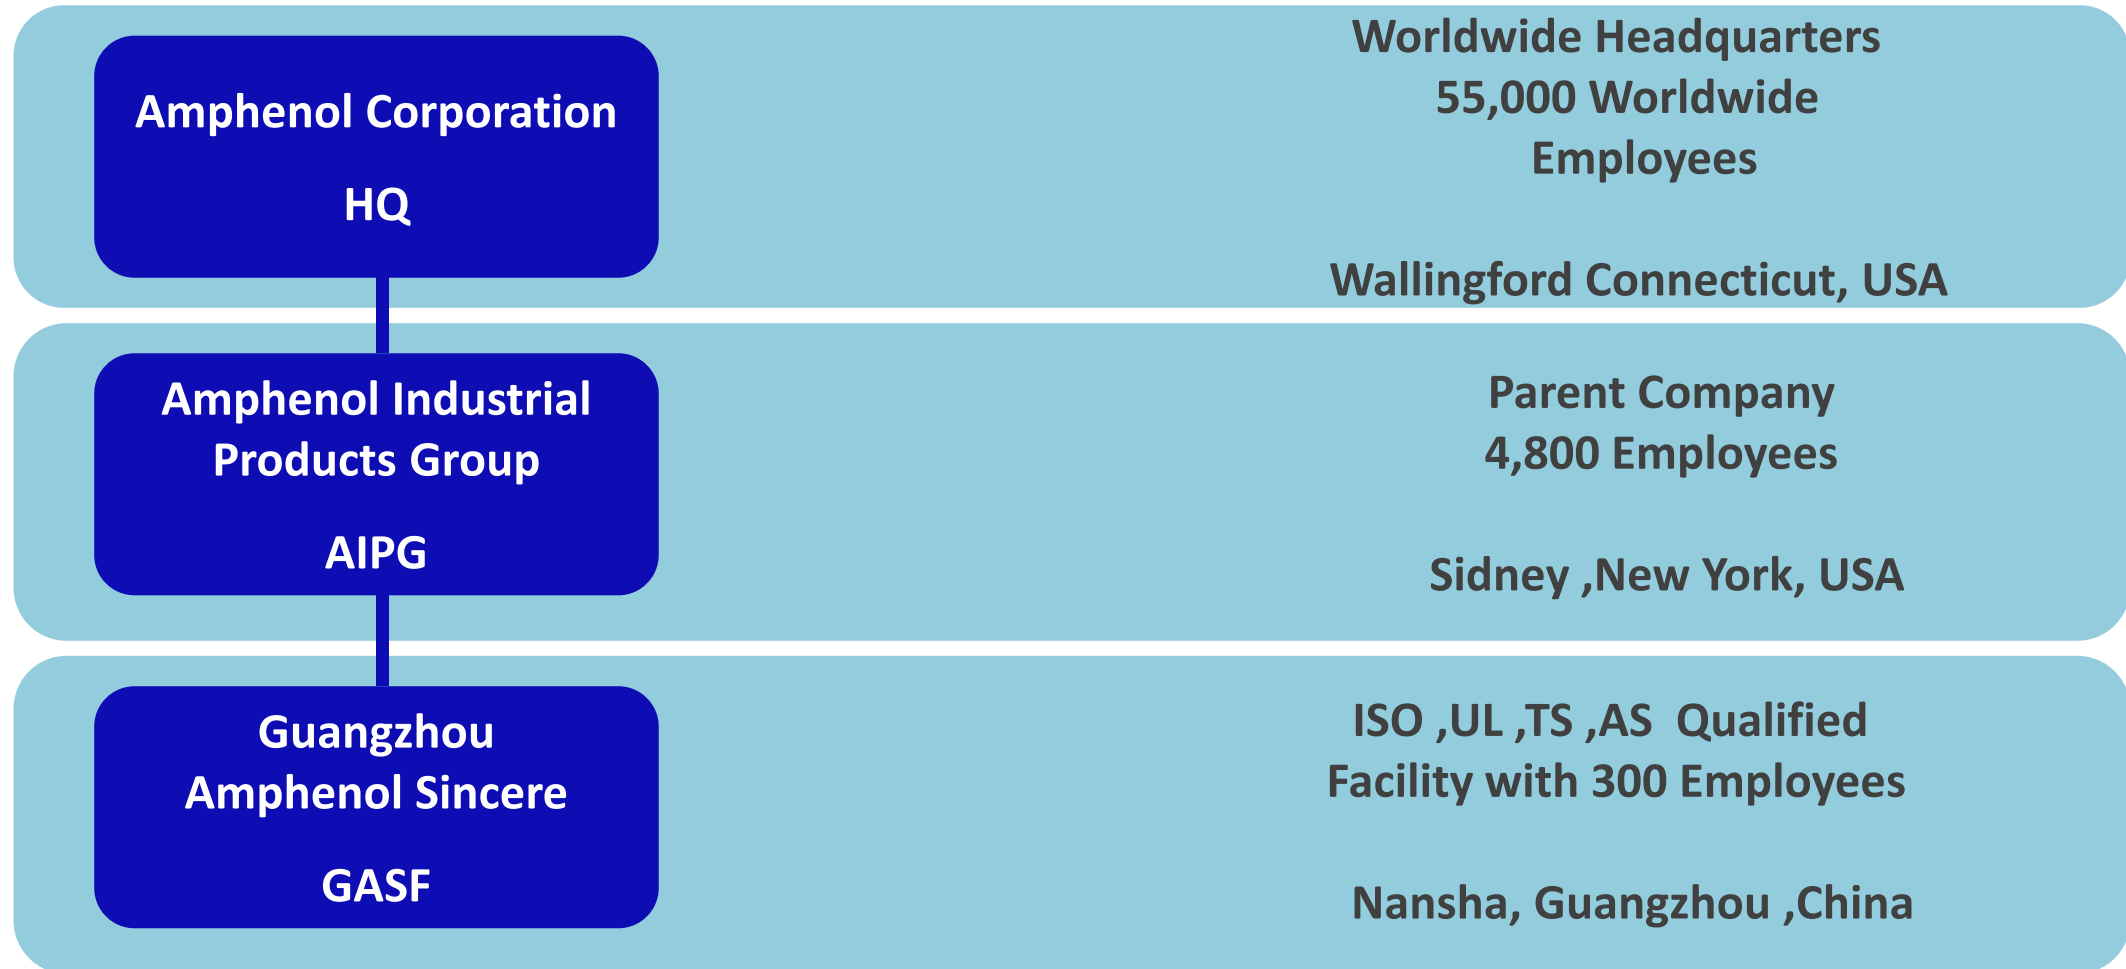 Amphenol Corporation
HQ
Worldwide Headquarters
55,000 Worldwide
Employees
Wallingford Connecticut, USA
Amphenol Industrial
Products Group
AIPG
Parent Company
4,800 Employees
Sidney ,New York, USA
Guangzhou
Amphenol Sincere
GASF
ISO ,UL ,TS ,AS  Qualified
Facility with 300 Employees
Nansha, Guangzhou ,China